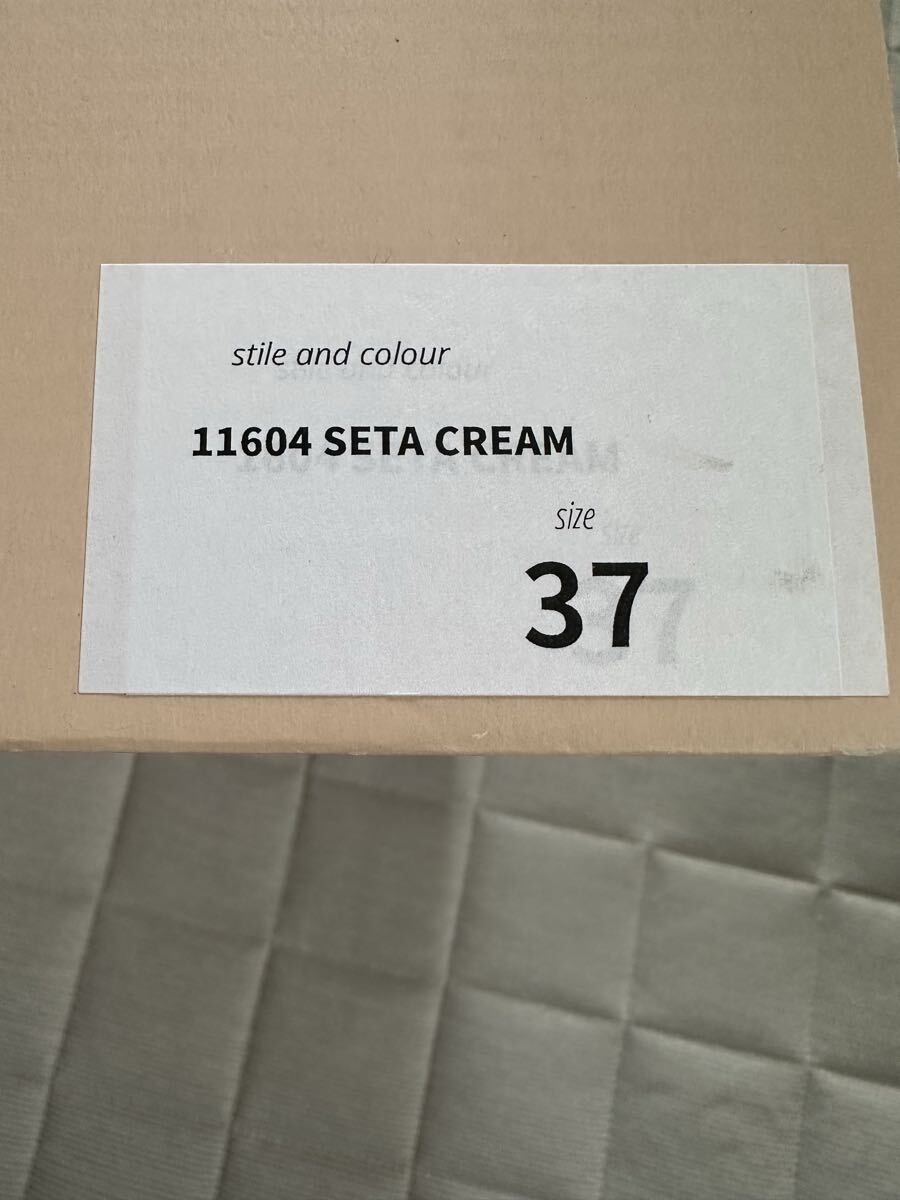 stile and colour
11604 SETA CREAM
size
37